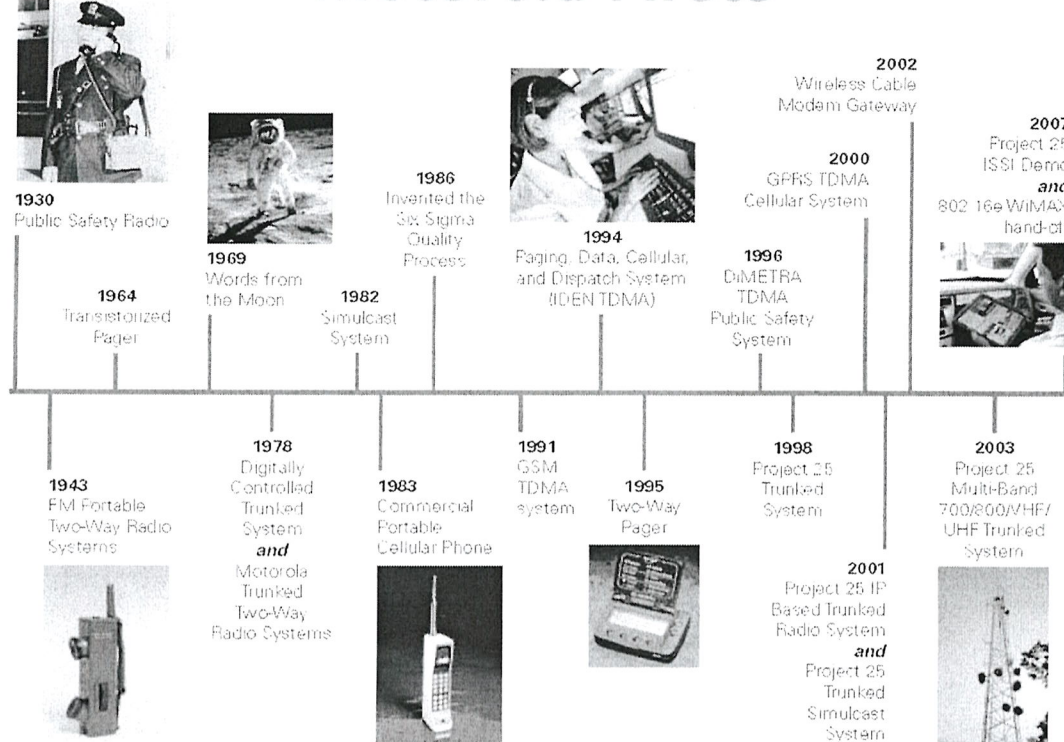 2002
Wireless Cable
Modem Gateway
2007
Project 25
ISSI Demo
and
802.16e WiMAX
hand-off
2000
GPRS TDMA
Cellular System
1930
Public Safety Radio
1986
Invented the
Six Sigma
Quality
Process
1969
Words from
the Moon
1994
Paging, Data, Cellular,
and Dispatch System
(IDEN TDMA)
1996
DiMETRA
TDMA
Public Safety
System
1964
Transistorized
Pager
1982
Simulcast
System
1943
FM Portable
Two-Way Radio
Systems
1978
Digitally
Controlled
Trunked
System
and
Motorola
Trunked
Two-Way
Radio Systems
1983
Commercial
Portable
Cellular Phone
1991
GSM
TDMA
system
1995
Two-Way
Pager
1998
Project 25
Trunked
System
2001
Project 25 IP
Based Trunked
Radio System
and
Project 25
Trunked
Simulcast
System
2003
Project 25
Multi-Band
700/800/VHF/
UHF Trunked
System